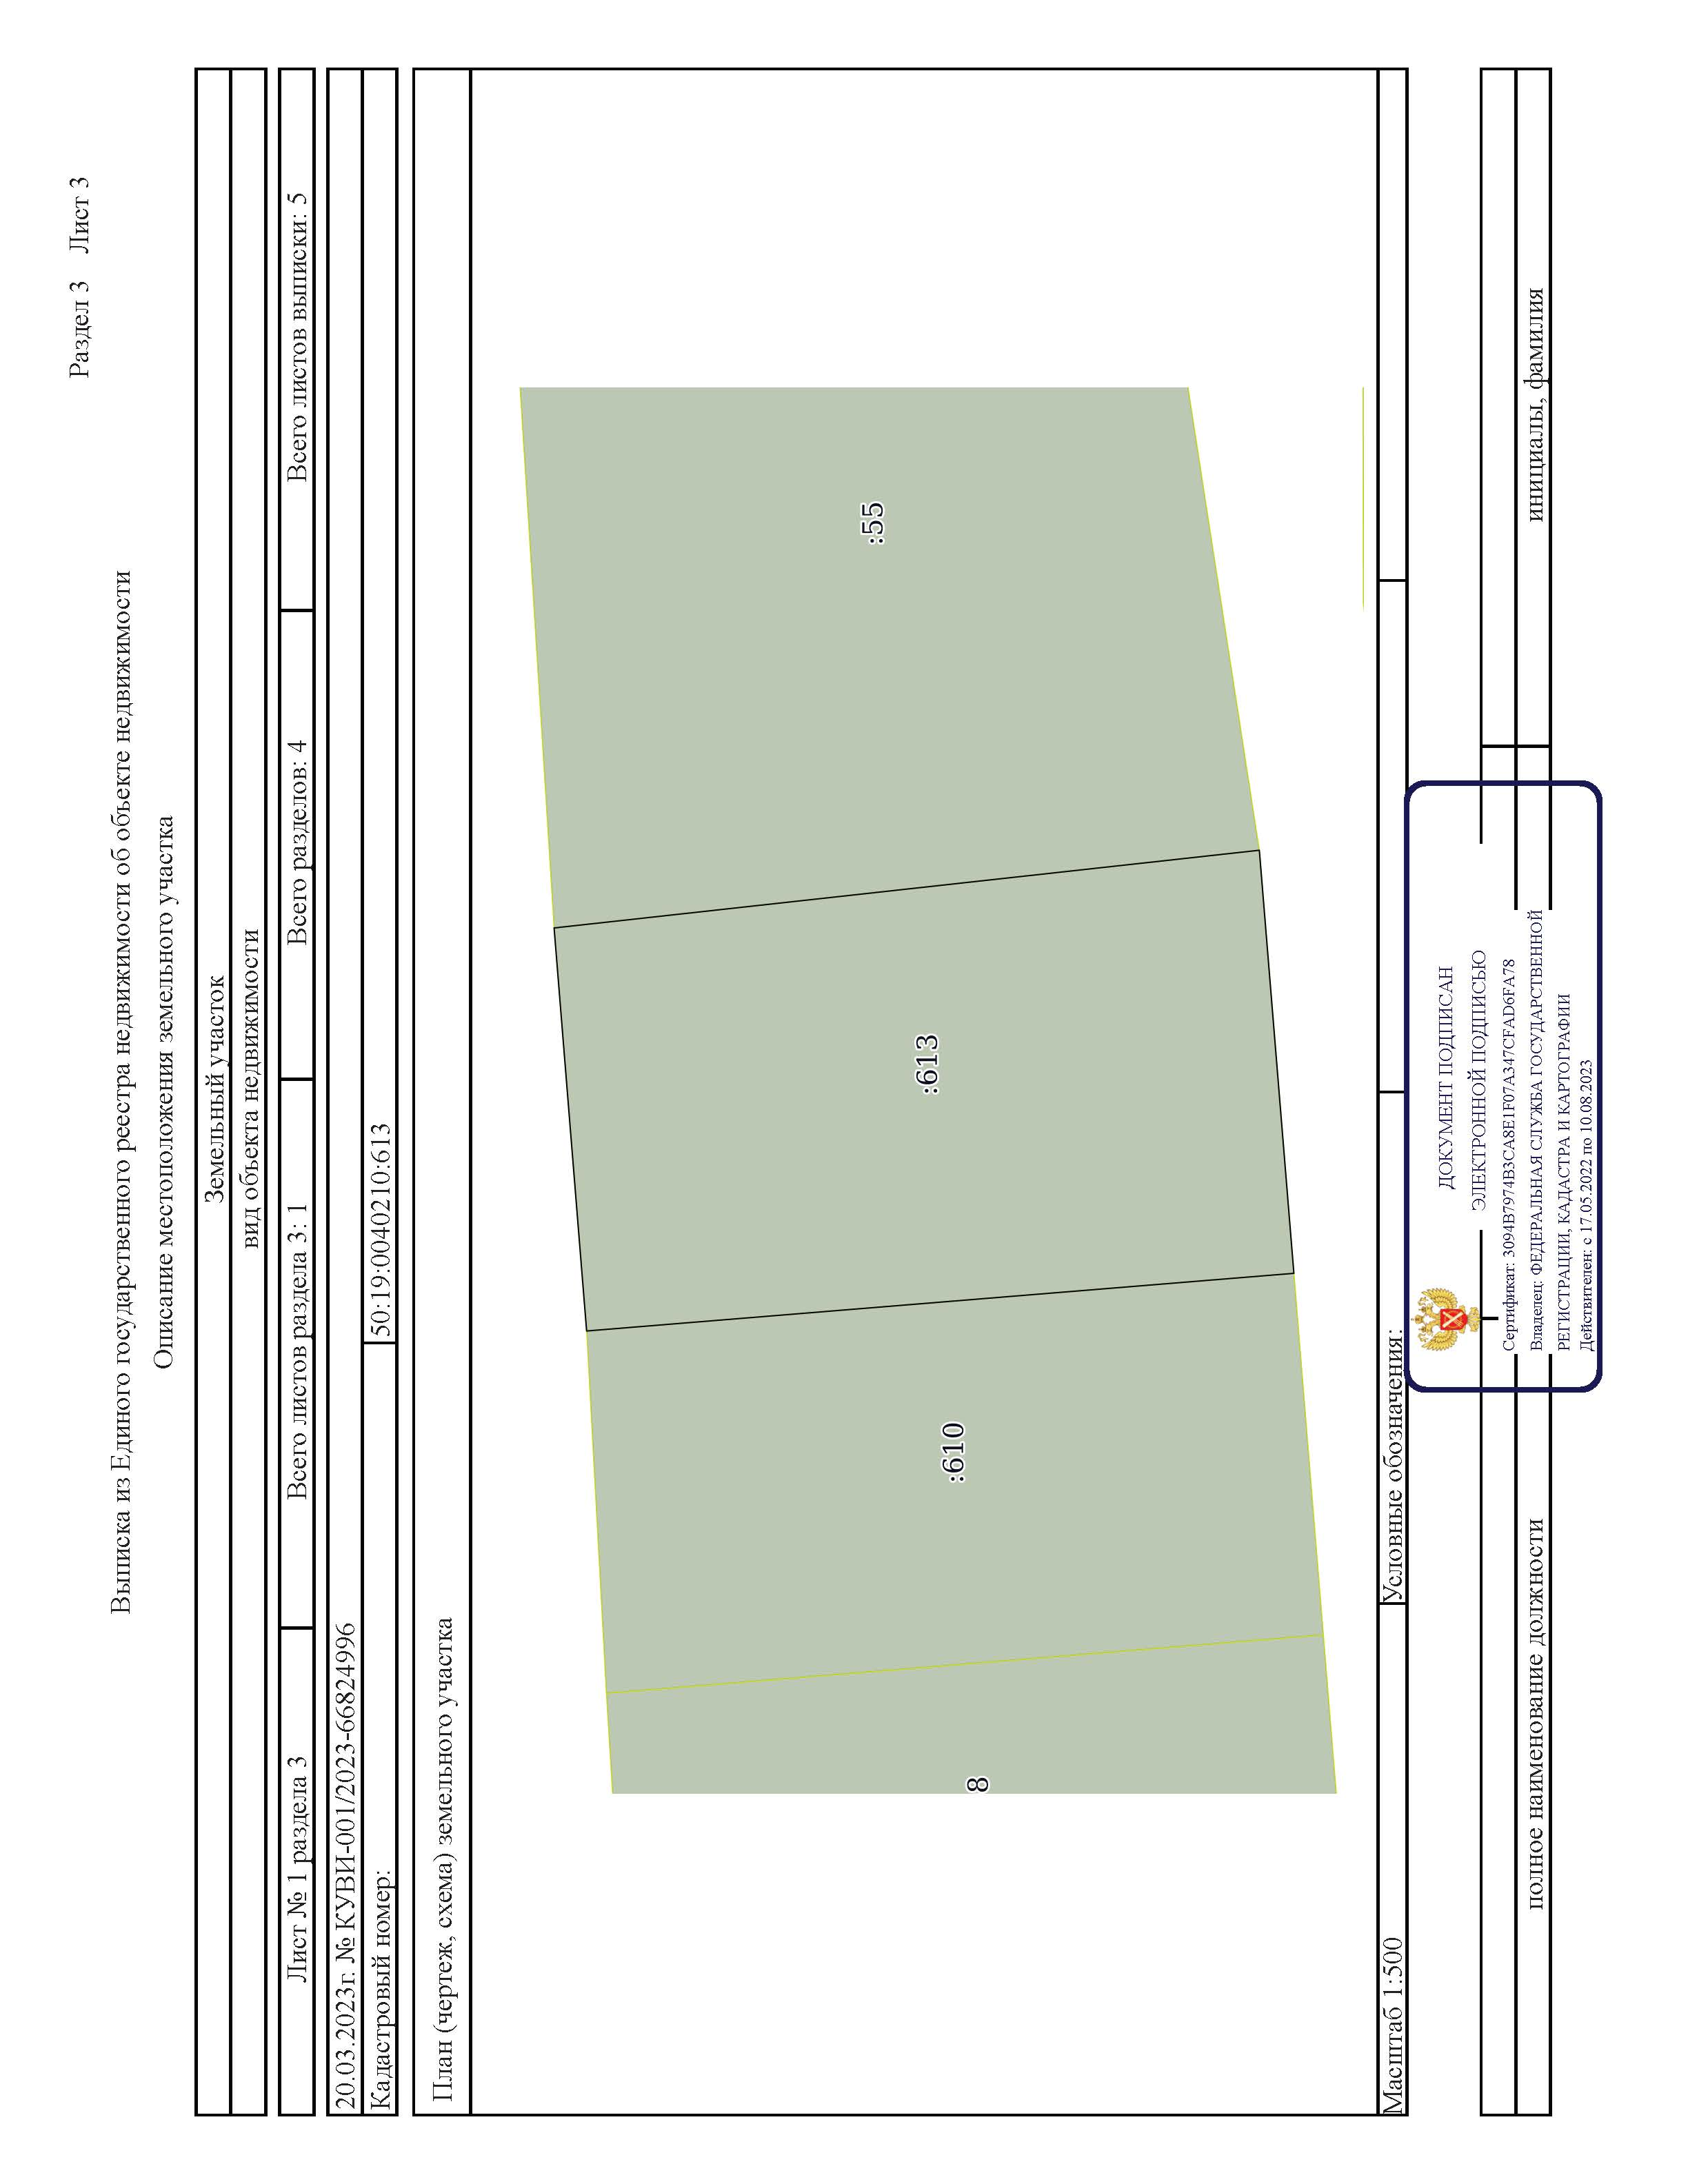 Раздел 3 Лист 3
Выписка из Единого государственного реестра недвижимости об объекте недвижимости
Описание местоположения земельного участка
Земельный участок
вид объекта недвижимости
Лист № 1 раздела 3 Всего листов раздела 3: 1 Всего разделов: 4 Всего листов выписки: 5
20.03.2023г. № КУВИ-001/2023-66824996
Кадастровый номер: 50:19:0040210:613
План (чертеж, схема) земельного участка
:55
:613
:610
8
Масштаб 1:500 Условные обозначения:
ДОКУМЕНТ ПОДПИСАН
ЭЛЕКТРОННОЙ ПОДПИСЬЮ
Сертификат: 3094B7974B3CA8E1F07A347CFAD6FA78
Владелец: ФЕДЕРАЛЬНАЯ СЛУЖБА ГОСУДАРСТВЕННОЙ
РЕГИСТРАЦИИ, КАДАСТРА И КАРТОГРАФИИ
Действителен: с 17.05.2022 по 10.08.2023
полное наименование должности инициалы, фамилия